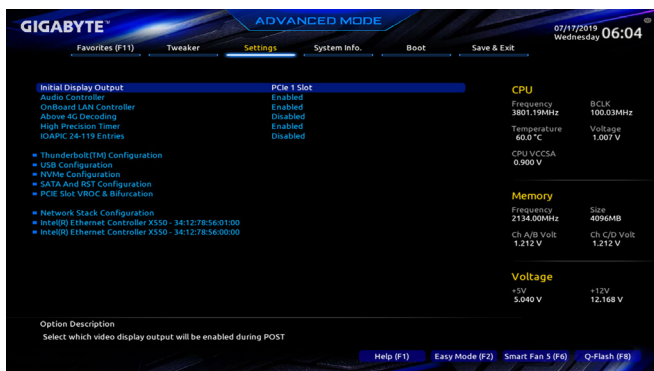 GIGABYTE™
ADVANCED MODE
07/17/2019
Wednesday 06:04
Favorites (F11) Tweaker Settings System Info. Boot Save & Exit
Initial Display Output PCIe 1 Slot
Audio Controller Enabled
OnBoard LAN Controller Enabled
Above 4G Decoding Disabled
High Precision Timer Enabled
IOAPIC 24-119 Entries Disabled
Thunderbolt(TM) Configuration
USB Configuration
NVMe Configuration
SATA And RST Configuration
PCIE Slot VROC & Bifurcation
Network Stack Configuration
Intel(R) Ethernet Controller X550 - 34:12:78:56:01:00
Intel(R) Ethernet Controller X550 - 34:12:78:56:00:00
CPU
Frequency BCLK
3801.19MHz 100.03MHz
Temperature Voltage
60.0 °C 1.007 V
CPU VCCSA
0.900 V
Memory
Frequency Size
2134.00MHz 4096MB
Ch A/B Volt Ch C/D Volt
1.212 V 1.212 V
Voltage
+5V +12V
5.040 V 12.168 V
Option Description
Select which video display output will be enabled during POST
Help (F1) Easy Mode (F2) Smart Fan 5 (F6) Q-Flash (F8)